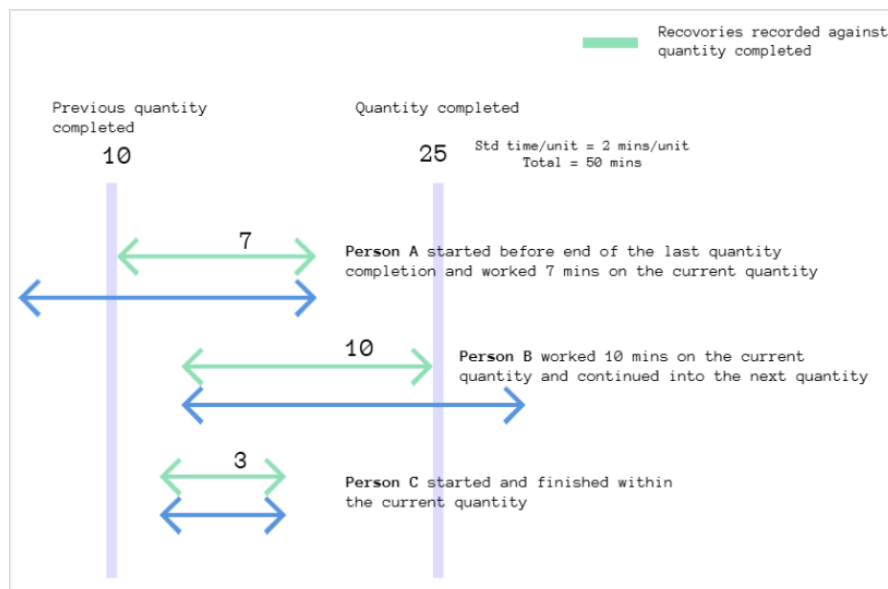 Recovories recorded against
quantity completed
Previous quantity
completed
10
Quantity completed
25
Std time/unit = 2 mins/unit
Total = 50 mins
7
Person A started before end of the last quantity
completion and worked 7 mins on the current quantity
10
Person B worked 10 mins on the current
quantity and continued into the next quantity
3
Person C started and finished within
the current quantity